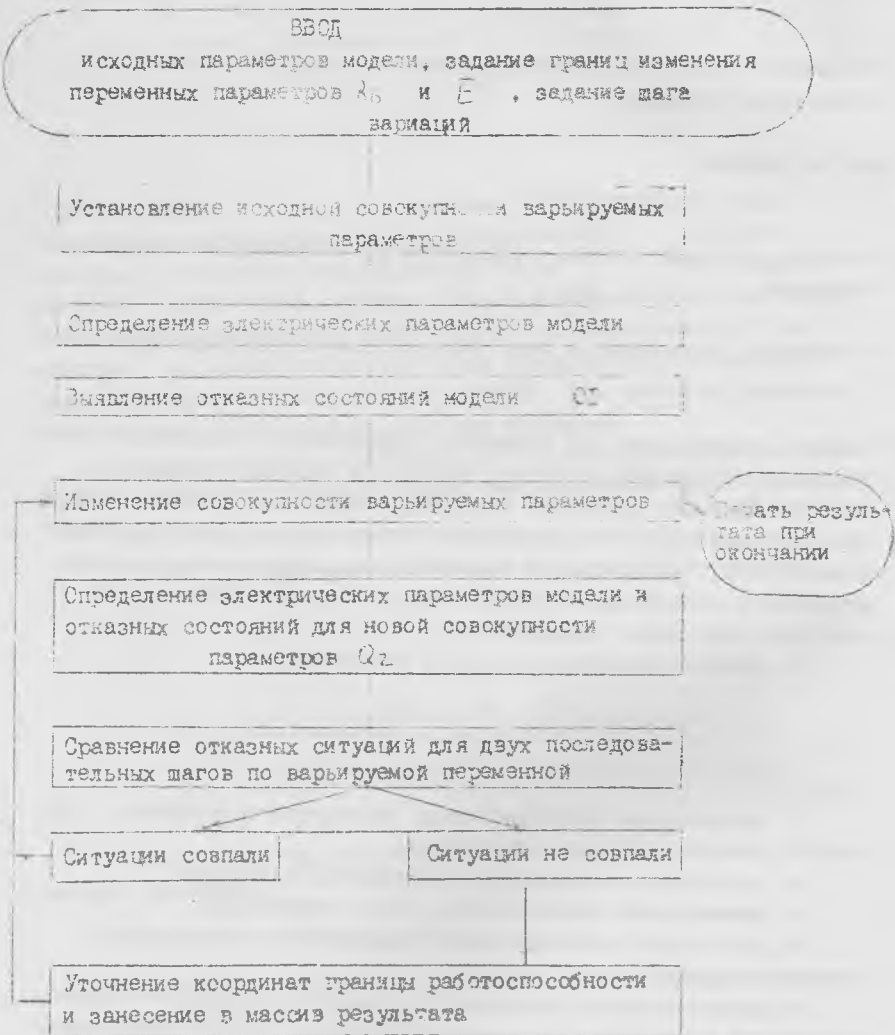 ВВОД
исходных параметров модели, задание границ изменения
переменных параметров и E , задание шага
вариаций
Установление исходной варьируемых
параметров
Определение электрических параметров модели
Выявление отказных состояний модели
Изменение совокупности варьируемых параметров
Печать резуль-
тата при
окончании
Определение электрических параметров модели и
отказных состояний для новой совокупности
параметров Q2
Сравнение отказных ситуаций для двух последова-
тельных шагов по варьируемой переменной
Ситуации совпали
Ситуации не совпали
Уточнение координат границы работоспособности
и занесение в массив результата